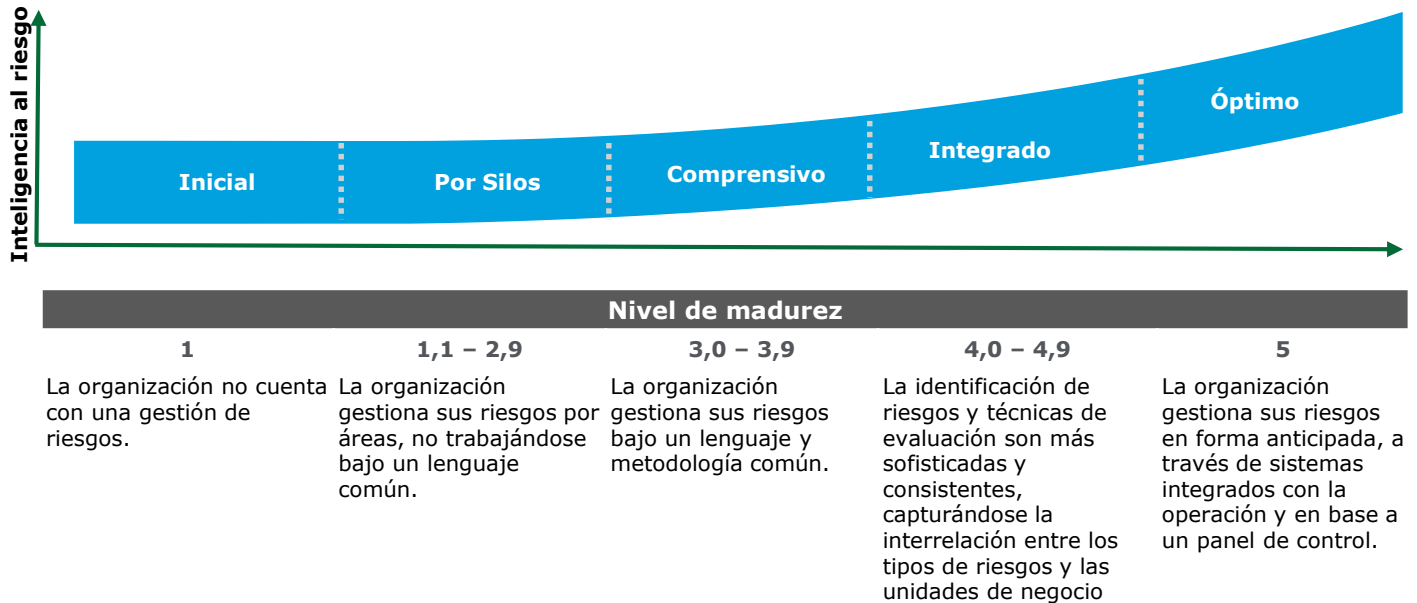 Inteligencia al riesgo
Inicial
Por Silos
Comprensivo
Integrado
Óptimo
Nivel de madurez
1
La organización no cuenta
con una gestión de
riesgos.
1,1 – 2,9
La organización
gestiona sus riesgos por
áreas, no trabajándose
bajo un lenguaje
común.
3,0 – 3,9
La organización
gestiona sus riesgos
bajo un lenguaje y
metodología común.
4,0 – 4,9
La identificación de
riesgos y técnicas de
evaluación son más
sofisticadas y
consistentes,
capturándose la
interrelación entre los
tipos de riesgos y las
unidades de negocio
5
La organización
gestiona sus riesgos
en forma anticipada, a
través de sistemas
integrados con la
operación y en base a
un panel de control.